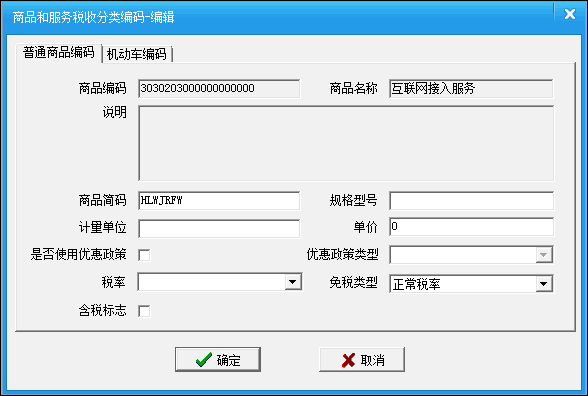 商品和服务税收分类编码-编辑
普通商品编码 机动车编码
商品编码 3030203000000000000 商品名称 互联网接入服务
说明
商品简码 HLWJRFW 规格型号
计量单位 单价 0
是否使用优惠政策 优惠政策类型
税率 免税类型 正常税率
含税标志
确定 取消